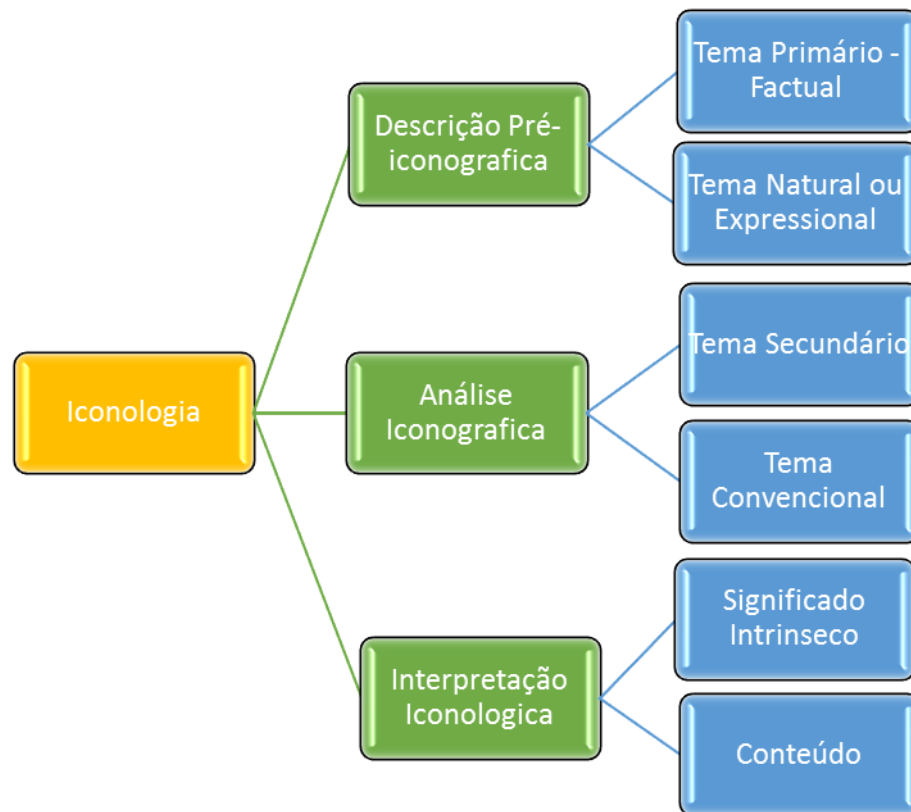 Iconologia
Descrição Pré-
iconografica
Tema Primário -
Factual
Tema Natural ou
Expressional
Análise
Iconografica
Tema Secundário
Tema
Convencional
Interpretação
Iconologica
Significado
Intrinseco
Conteúdo